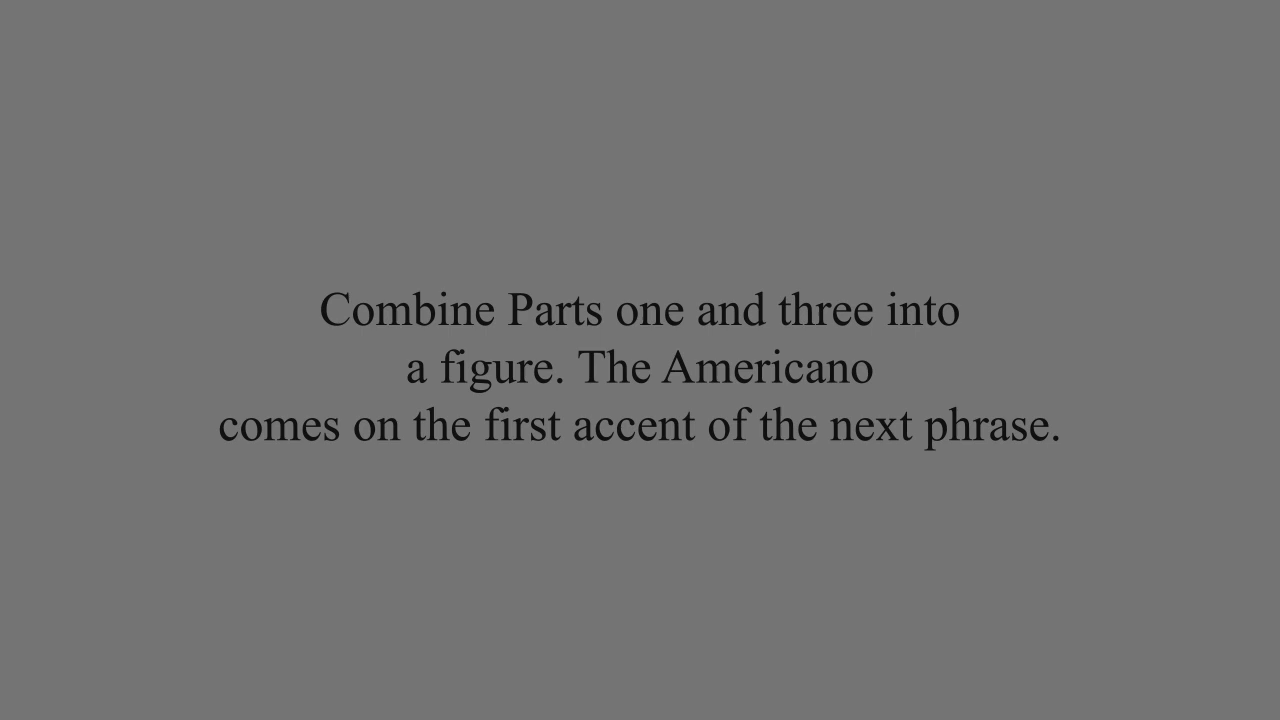 Combine Parts one and three into
a figure. The Americano
comes on the first accent of the next phrase.